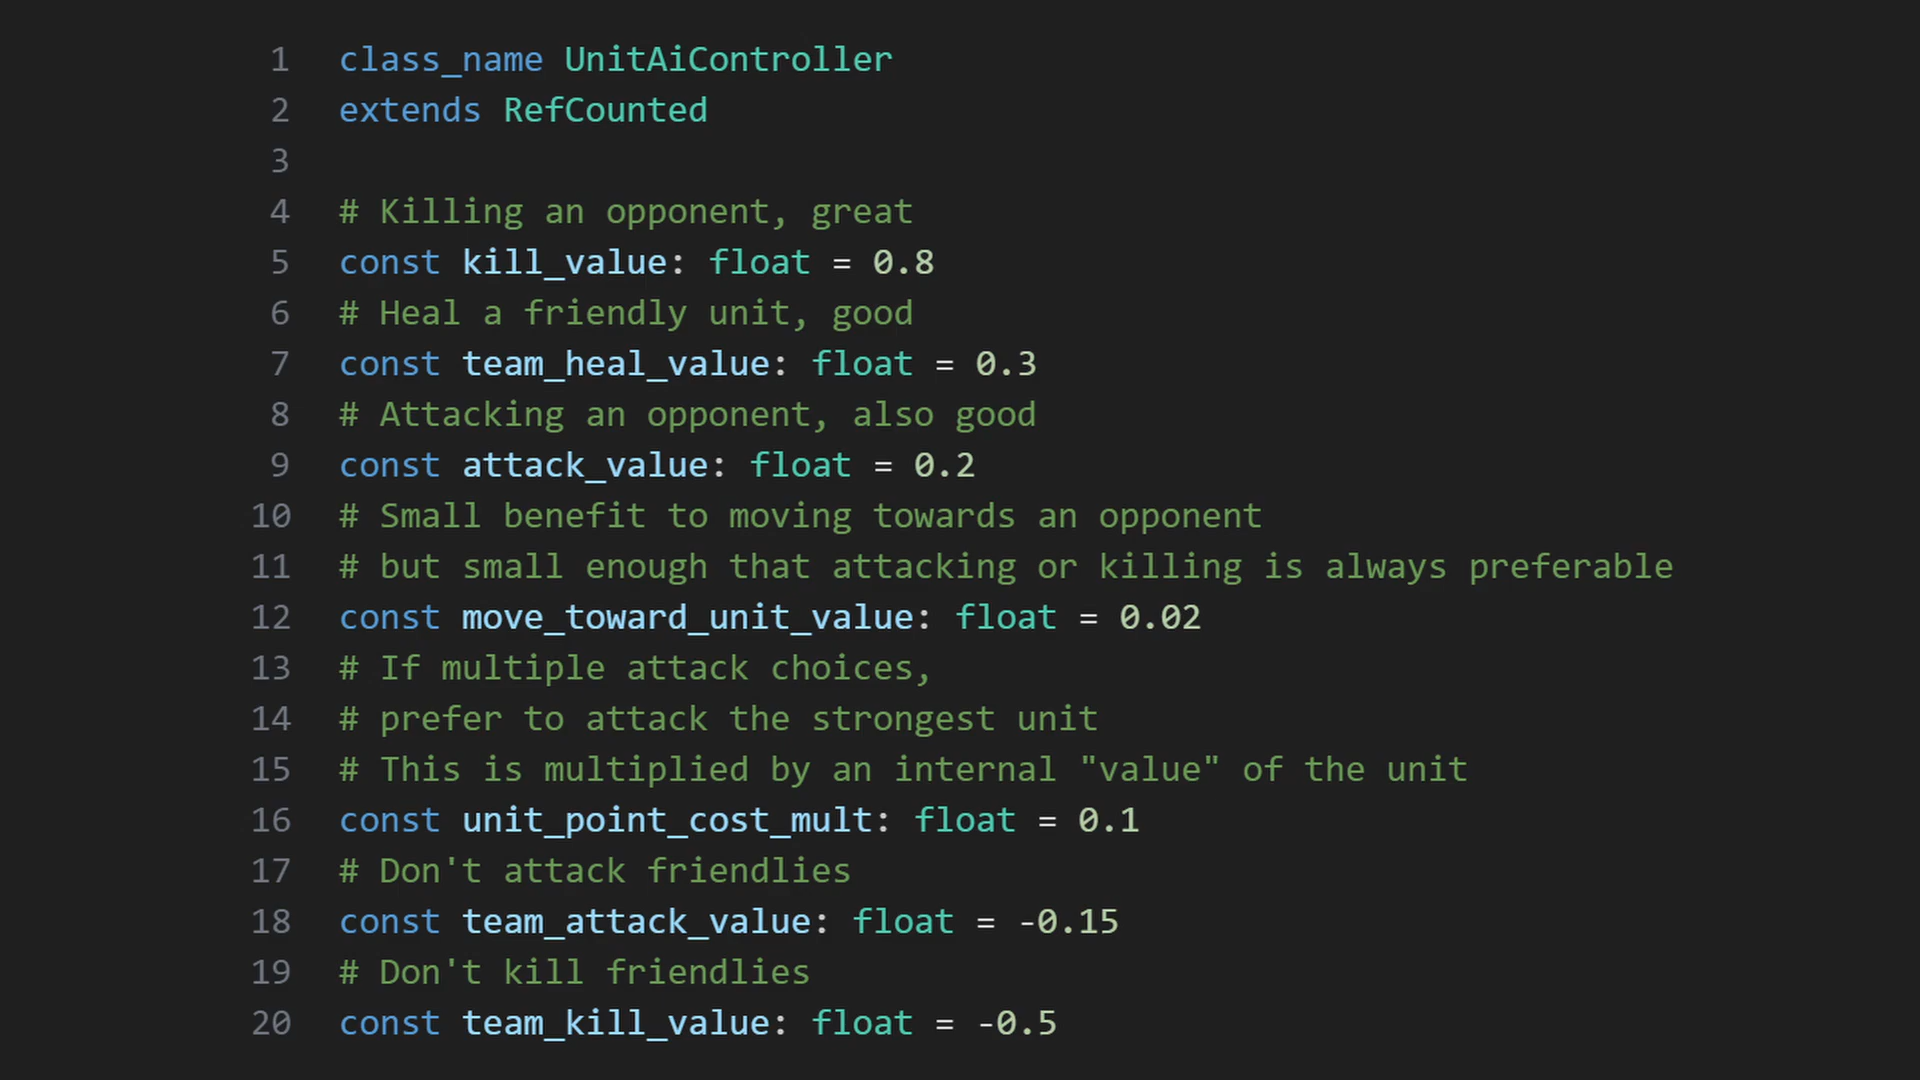 1 class_name UnitAiController
2 extends RefCounted
3
4 # Killing an opponent, great
5 const kill_value: float = 0.8
6 # Heal a friendly unit, good
7 const team_heal_value: float = 0.3
8 # Attacking an opponent, also good
9 const attack_value: float = 0.2
10 # Small benefit to moving towards an opponent
11 # but small enough that attacking or killing is always preferable
12 const move_toward_unit_value: float = 0.02
13 # If multiple attack choices,
14 # prefer to attack the strongest unit
15 # This is multiplied by an internal "value" of the unit
16 const unit_point_cost_mult: float = 0.1
17 # Don't attack friendlies
18 const team_attack_value: float = -0.15
19 # Don't kill friendlies
20 const team_kill_value: float = -0.5